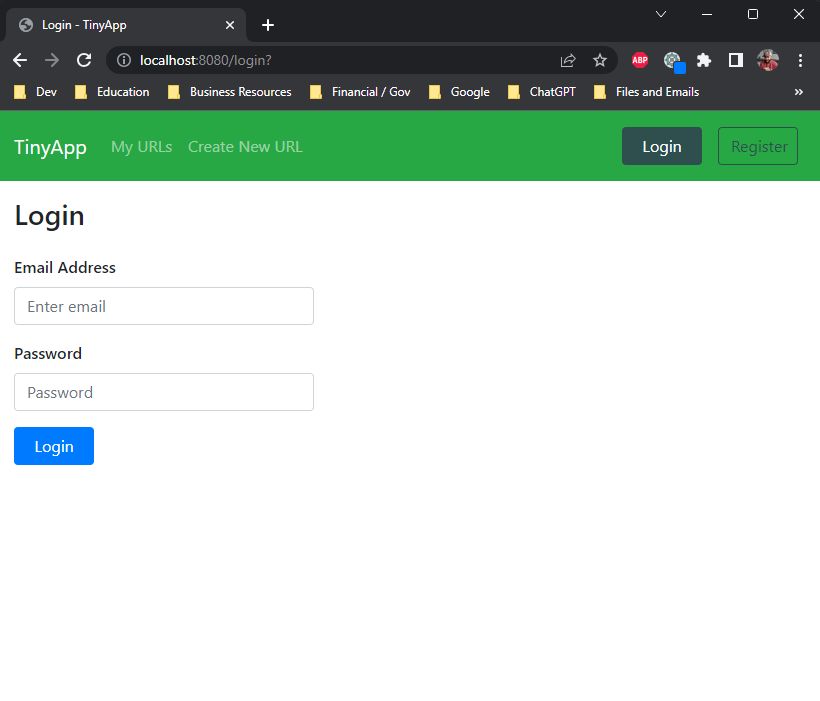 Login - TinyApp
localhost:8080/login?
ABP
Dev Education Business Resources Financial / Gov Google ChatGPT Files and Emails »
TinyApp My URLs Create New URL Login Register
Login
Email Address
Enter email
Password
Password
Login